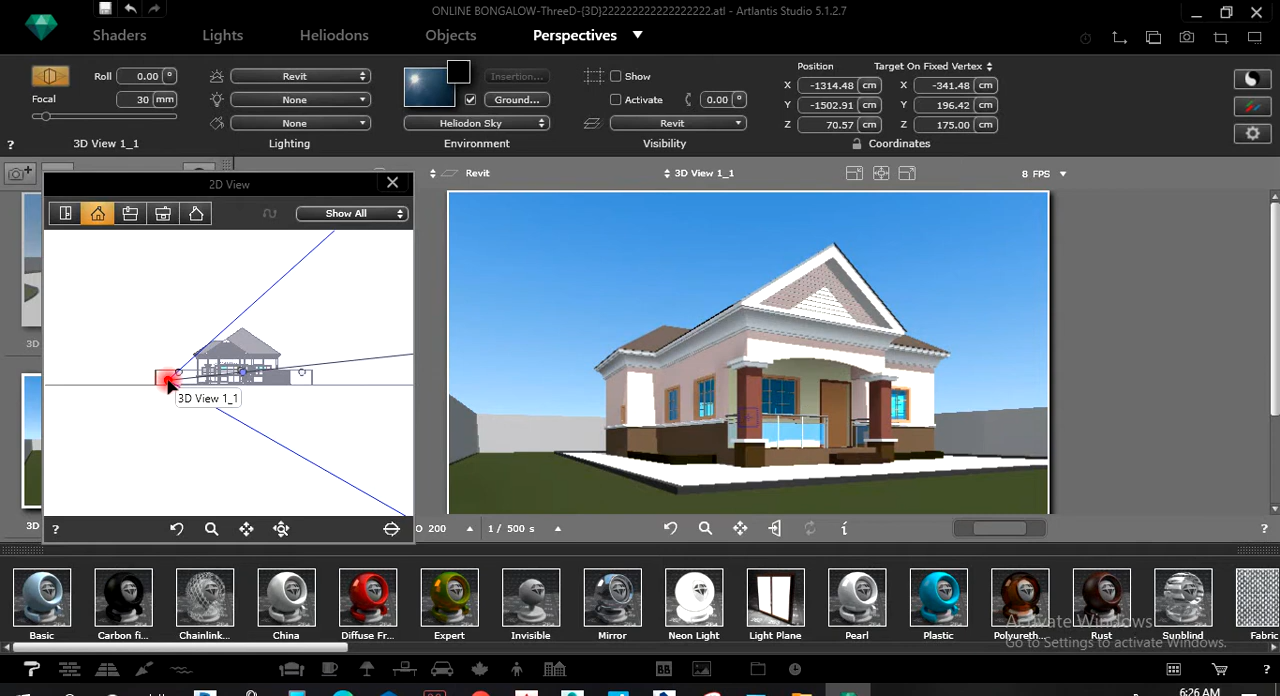 ONLINE BONGALOW-ThreeD-{3D}222222222222222222.atl - Artlantis Studio 5.1.2.7
Shaders Lights Heliodons Objects Perspectives
Roll 0.00 ° Revit Insertion... Show Position Target On Fixed Vertex
X -1314.48 cm X -341.48 cm
Focal 30 mm None Ground... Activate 0.00 ° Y -1502.91 cm Y 196.42 cm
None Heliodon Sky Revit Z 70.57 cm Z 175.00 cm
? 3D View 1_1 Lighting Environment Visibility Coordinates
Revit 3D View 1_1 8 FPS
2D View
Show All
3D
3D View 1_1
3D
? O 200 1 / 500 s i ?
Basic Carbon fi... Chainlink... China Diffuse Fr... Expert Invisible Mirror Neon Light Light Plane Pearl Plastic Polyureth... Rust Sunblind Fabric
Activate Windows
Go to Settings to activate Windows.
BB ?
6:26 AM